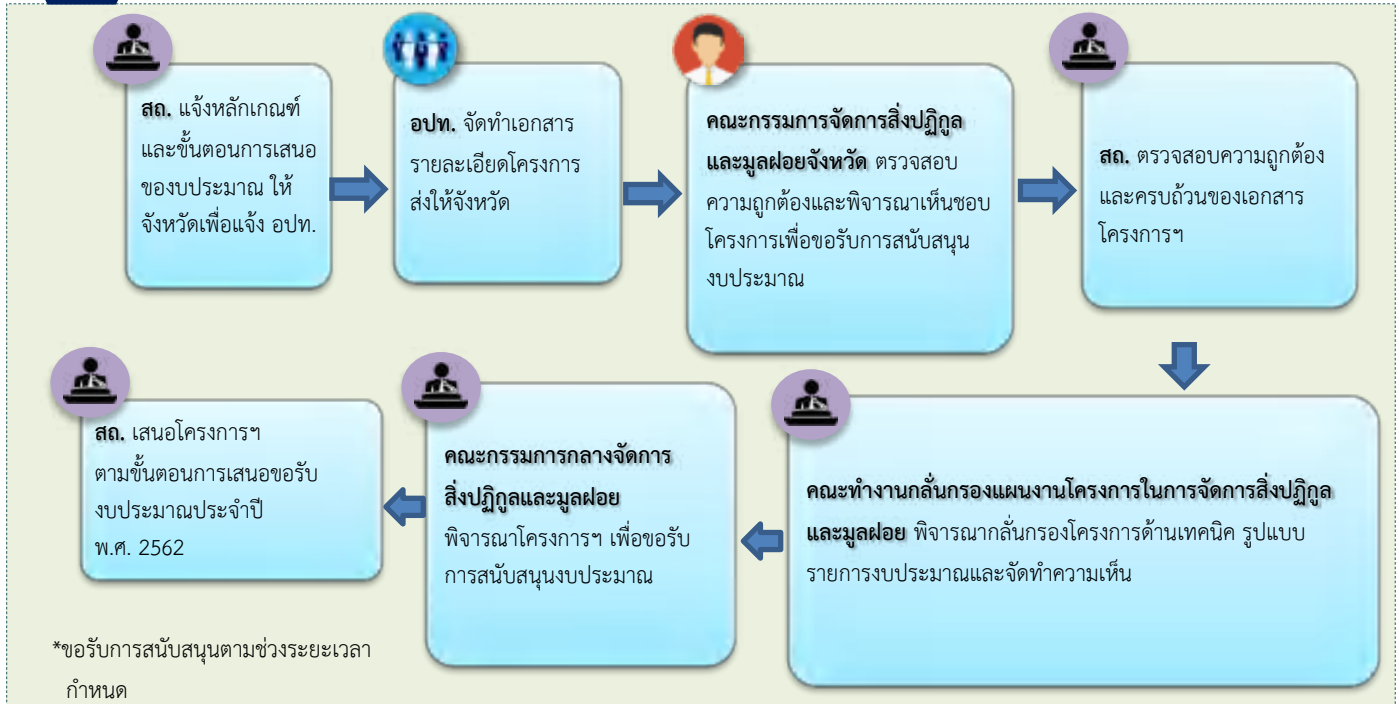 สถ. แจ้งหลักเกณฑ์
และขั้นตอนการเสนอ
ของบประมาณ ให้
จังหวัดเพื่อแจ้ง อปท.
อปท. จัดทำเอกสาร
รายละเอียดโครงการ
ส่งให้จังหวัด
คณะกรรมการจัดการสิ่งปฏิกูล
และมูลฝอยจังหวัด ตรวจสอบ
ความถูกต้องและพิจารณาเห็นชอบ
โครงการเพื่อขอรับการสนับสนุน
งบประมาณ
สถ. ตรวจสอบความถูกต้อง
และครบถ้วนของเอกสาร
โครงการฯ
คณะทำงานกลั่นกรองแผนงานโครงการในการจัดการสิ่งปฏิกูล
และมูลฝอย พิจารณากลั่นกรองโครงการด้านเทคนิค รูปแบบ
รายการงบประมาณและจัดทำความเห็น
คณะกรรมการกลางจัดการ
สิ่งปฏิกูลและมูลฝอย
พิจารณาโครงการฯ เพื่อขอรับ
การสนับสนุนงบประมาณ
สถ. เสนอโครงการฯ
ตามขั้นตอนการเสนอขอรับ
งบประมาณประจำปี
พ.ศ. 2562
*ขอรับการสนับสนุนตามช่วงระยะเวลา
กำหนด